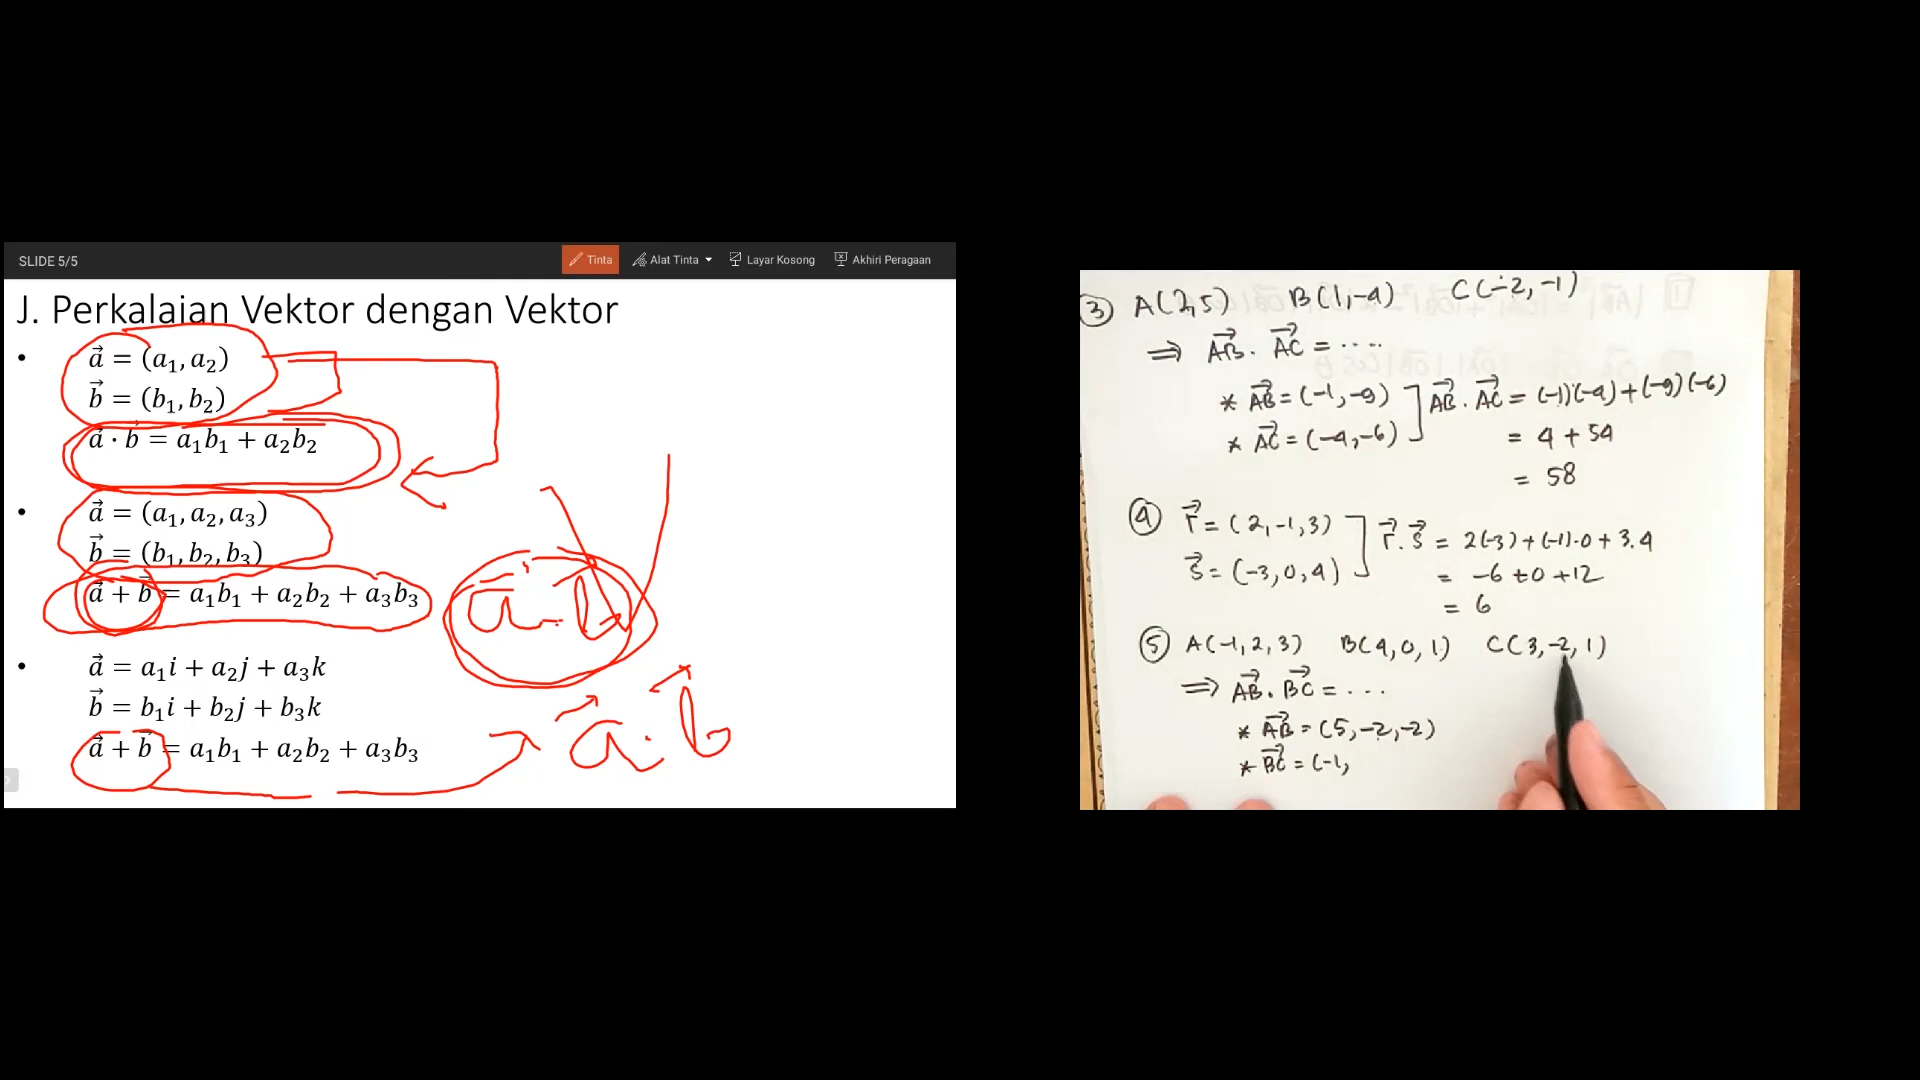 SLIDE 5/5
Tinta
Alat Tinta
Layar Kosong
Akhiri Peragaan
J. Perkalaian Vektor dengan Vektor
• a⃗ = (a₁, a₂)
b⃗ = (b₁, b₂)
a⃗ · b⃗ = a₁b₁ + a₂b₂
• a⃗ = (a₁, a₂, a₃)
b⃗ = (b₁, b₂, b₃)
a⃗ + b⃗ = a₁b₁ + a₂b₂ + a₃b₃
a⃗ · b⃗
• a⃗ = a₁i + a₂j + a₃k
b⃗ = b₁i + b₂j + b₃k
a⃗ + b⃗ = a₁b₁ + a₂b₂ + a₃b₃
a⃗ · b⃗
③ A(2,5) B(1,-4) C(-2,-1)
⇒ AB⃗ . AC⃗ = ....
* AB⃗ = (-1,-9)
* AC⃗ = (-4,-6)
AB⃗ . AC⃗ = (-1)(-4) + (-9)(-6)
= 4 + 54
= 58
④ r⃗ = (2,-1,3)
s⃗ = (-3,0,4)
r⃗ . s⃗ = 2(-3) + (-1).0 + 3.4
= -6 + 0 + 12
= 6
⑤ A(-1,2,3) B(4,0,1) C(3,-2,1)
⇒ AB⃗ . BC⃗ = ...
* AB⃗ = (5,-2,-2)
* BC⃗ = (-1,